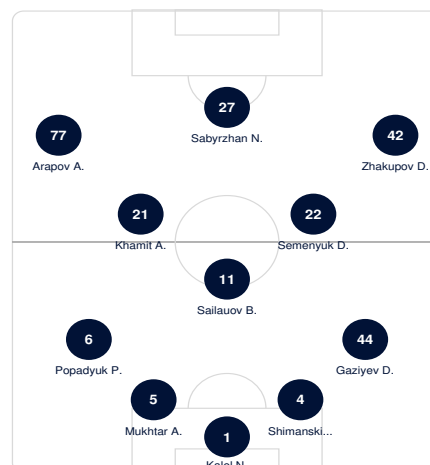 27
Sabyrzhan N.
77
Arapov A.
42
Zhakupov D.
21
Khamit A.
22
Semenyuk D.
11
Sailauov B.
6
Popadyuk P.
44
Gaziyev D.
5
Mukhtar A.
4
Shimanski...
1